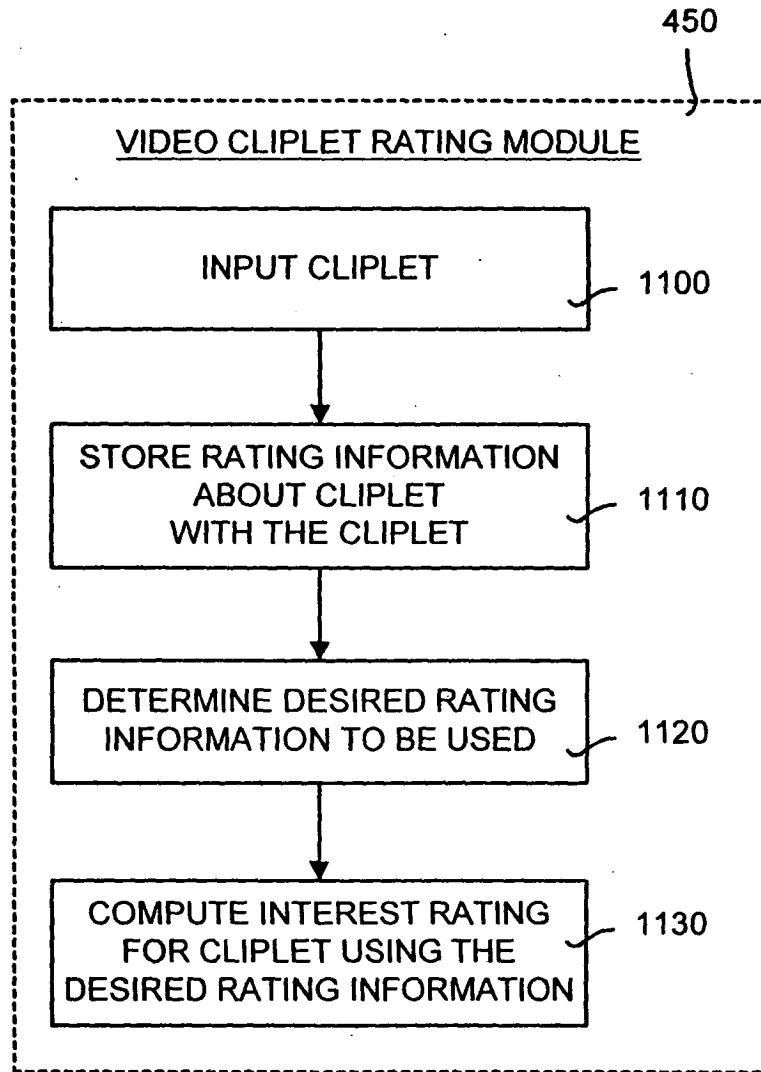 450
VIDEO CLIPLET RATING MODULE
INPUT CLIPLET
1100
STORE RATING INFORMATION
ABOUT CLIPLET
WITH THE CLIPLET
1110
DETERMINE DESIRED RATING
INFORMATION TO BE USED
1120
COMPUTE INTEREST RATING
FOR CLIPLET USING THE
DESIRED RATING INFORMATION
1130